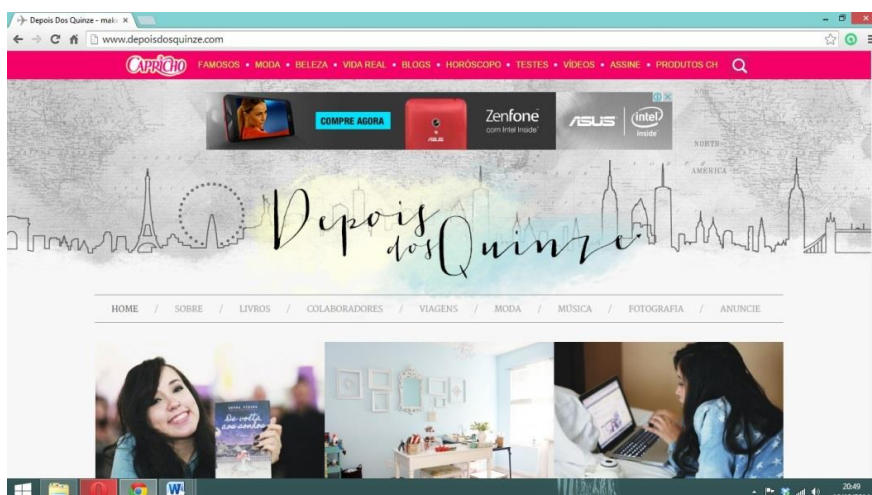 Depois Dos Quinze - mak
www.depoisdosquinze.com
CAPRICHO FAMOSOS • MODA • BELEZA • VIDA REAL • BLOGS • HORÓSCOPO • TESTES • VÍDEOS • ASSINE • PRODUTOS CH
COMPRE AGORA
ASUS
Zenfone
com Intel Inside
ASUS
intel
inside
NORTH
AMERICA
Depois
dos Quinze
HOME / SOBRE / LIVROS / COLABORADORES / VIAGENS / MODA / MÚSICA / FOTOGRAFIA / ANUNCIE
De volta
aos sonhos
20:49